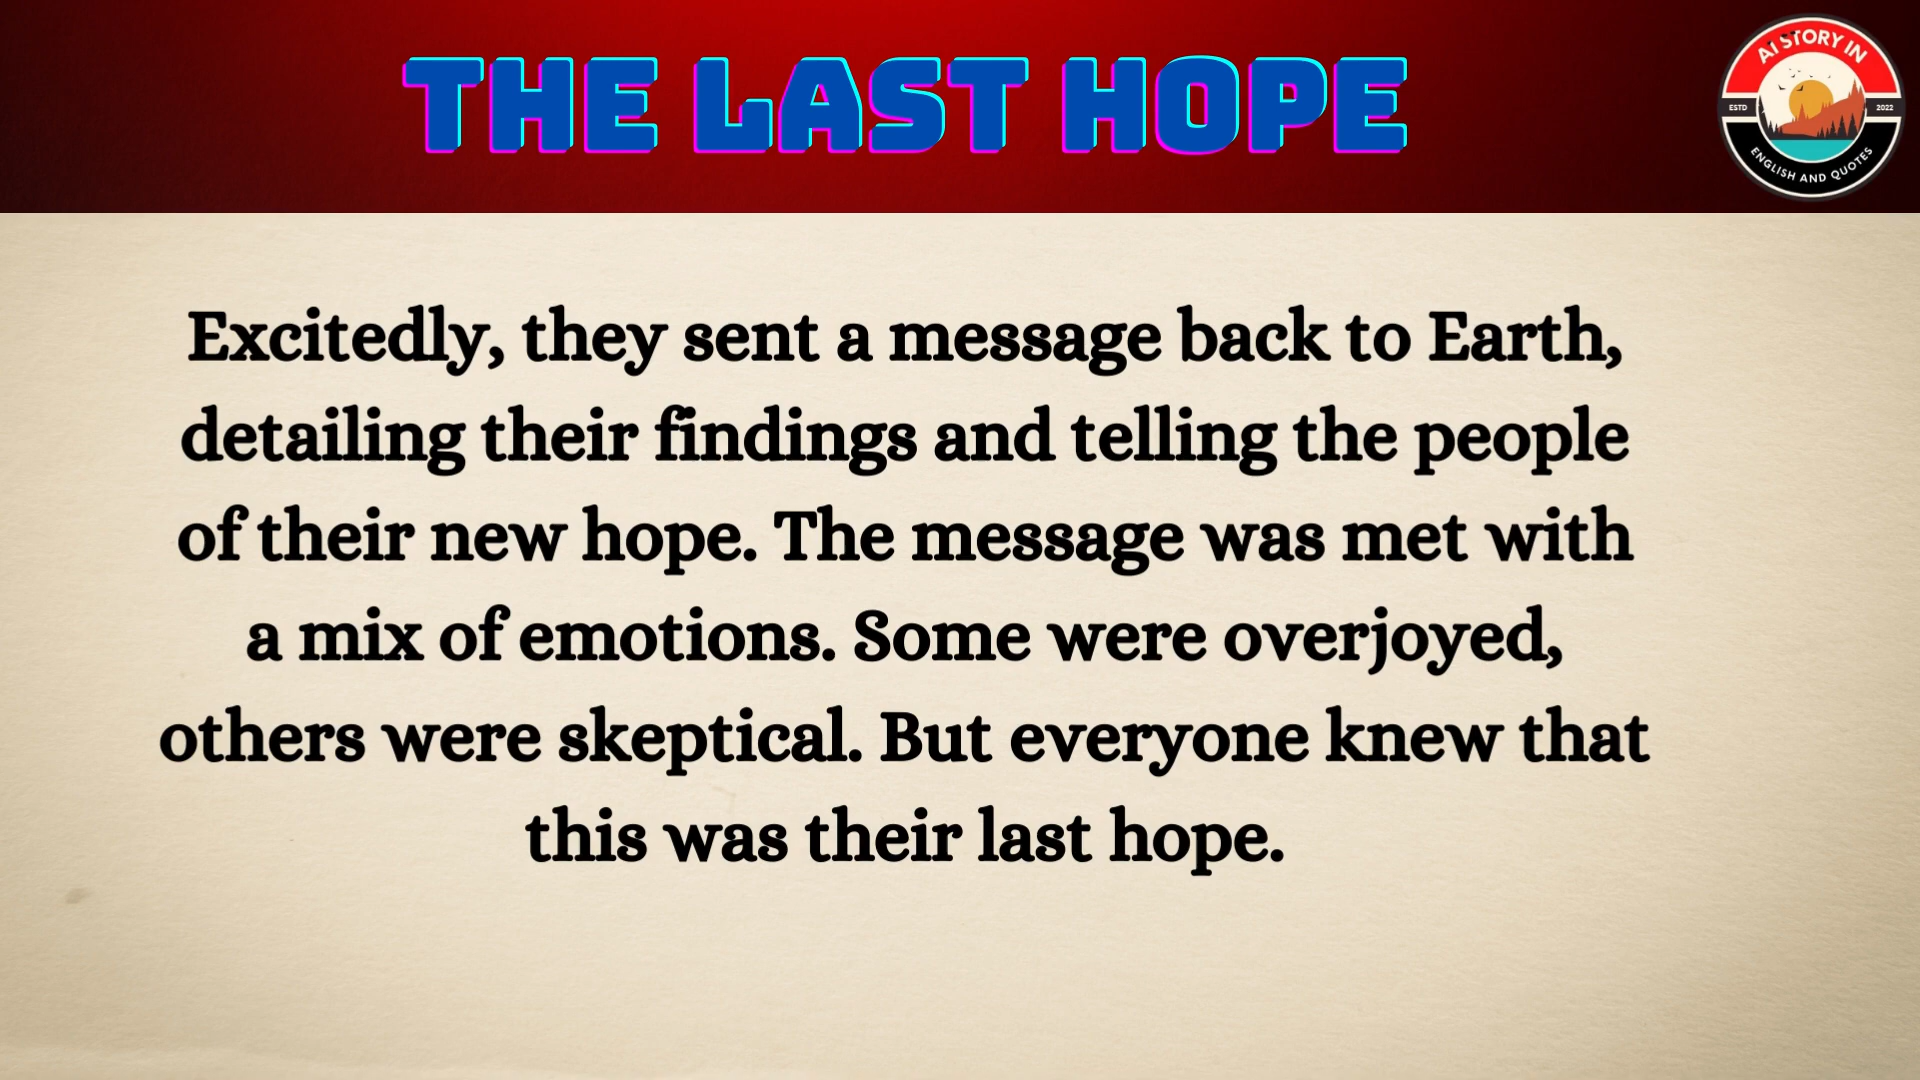 THE LAST HOPE
AI STORY IN
ESTD
2022
ENGLISH AND QUOTES
Excitedly, they sent a message back to Earth,
detailing their findings and telling the people
of their new hope. The message was met with
a mix of emotions. Some were overjoyed,
others were skeptical. But everyone knew that
this was their last hope.